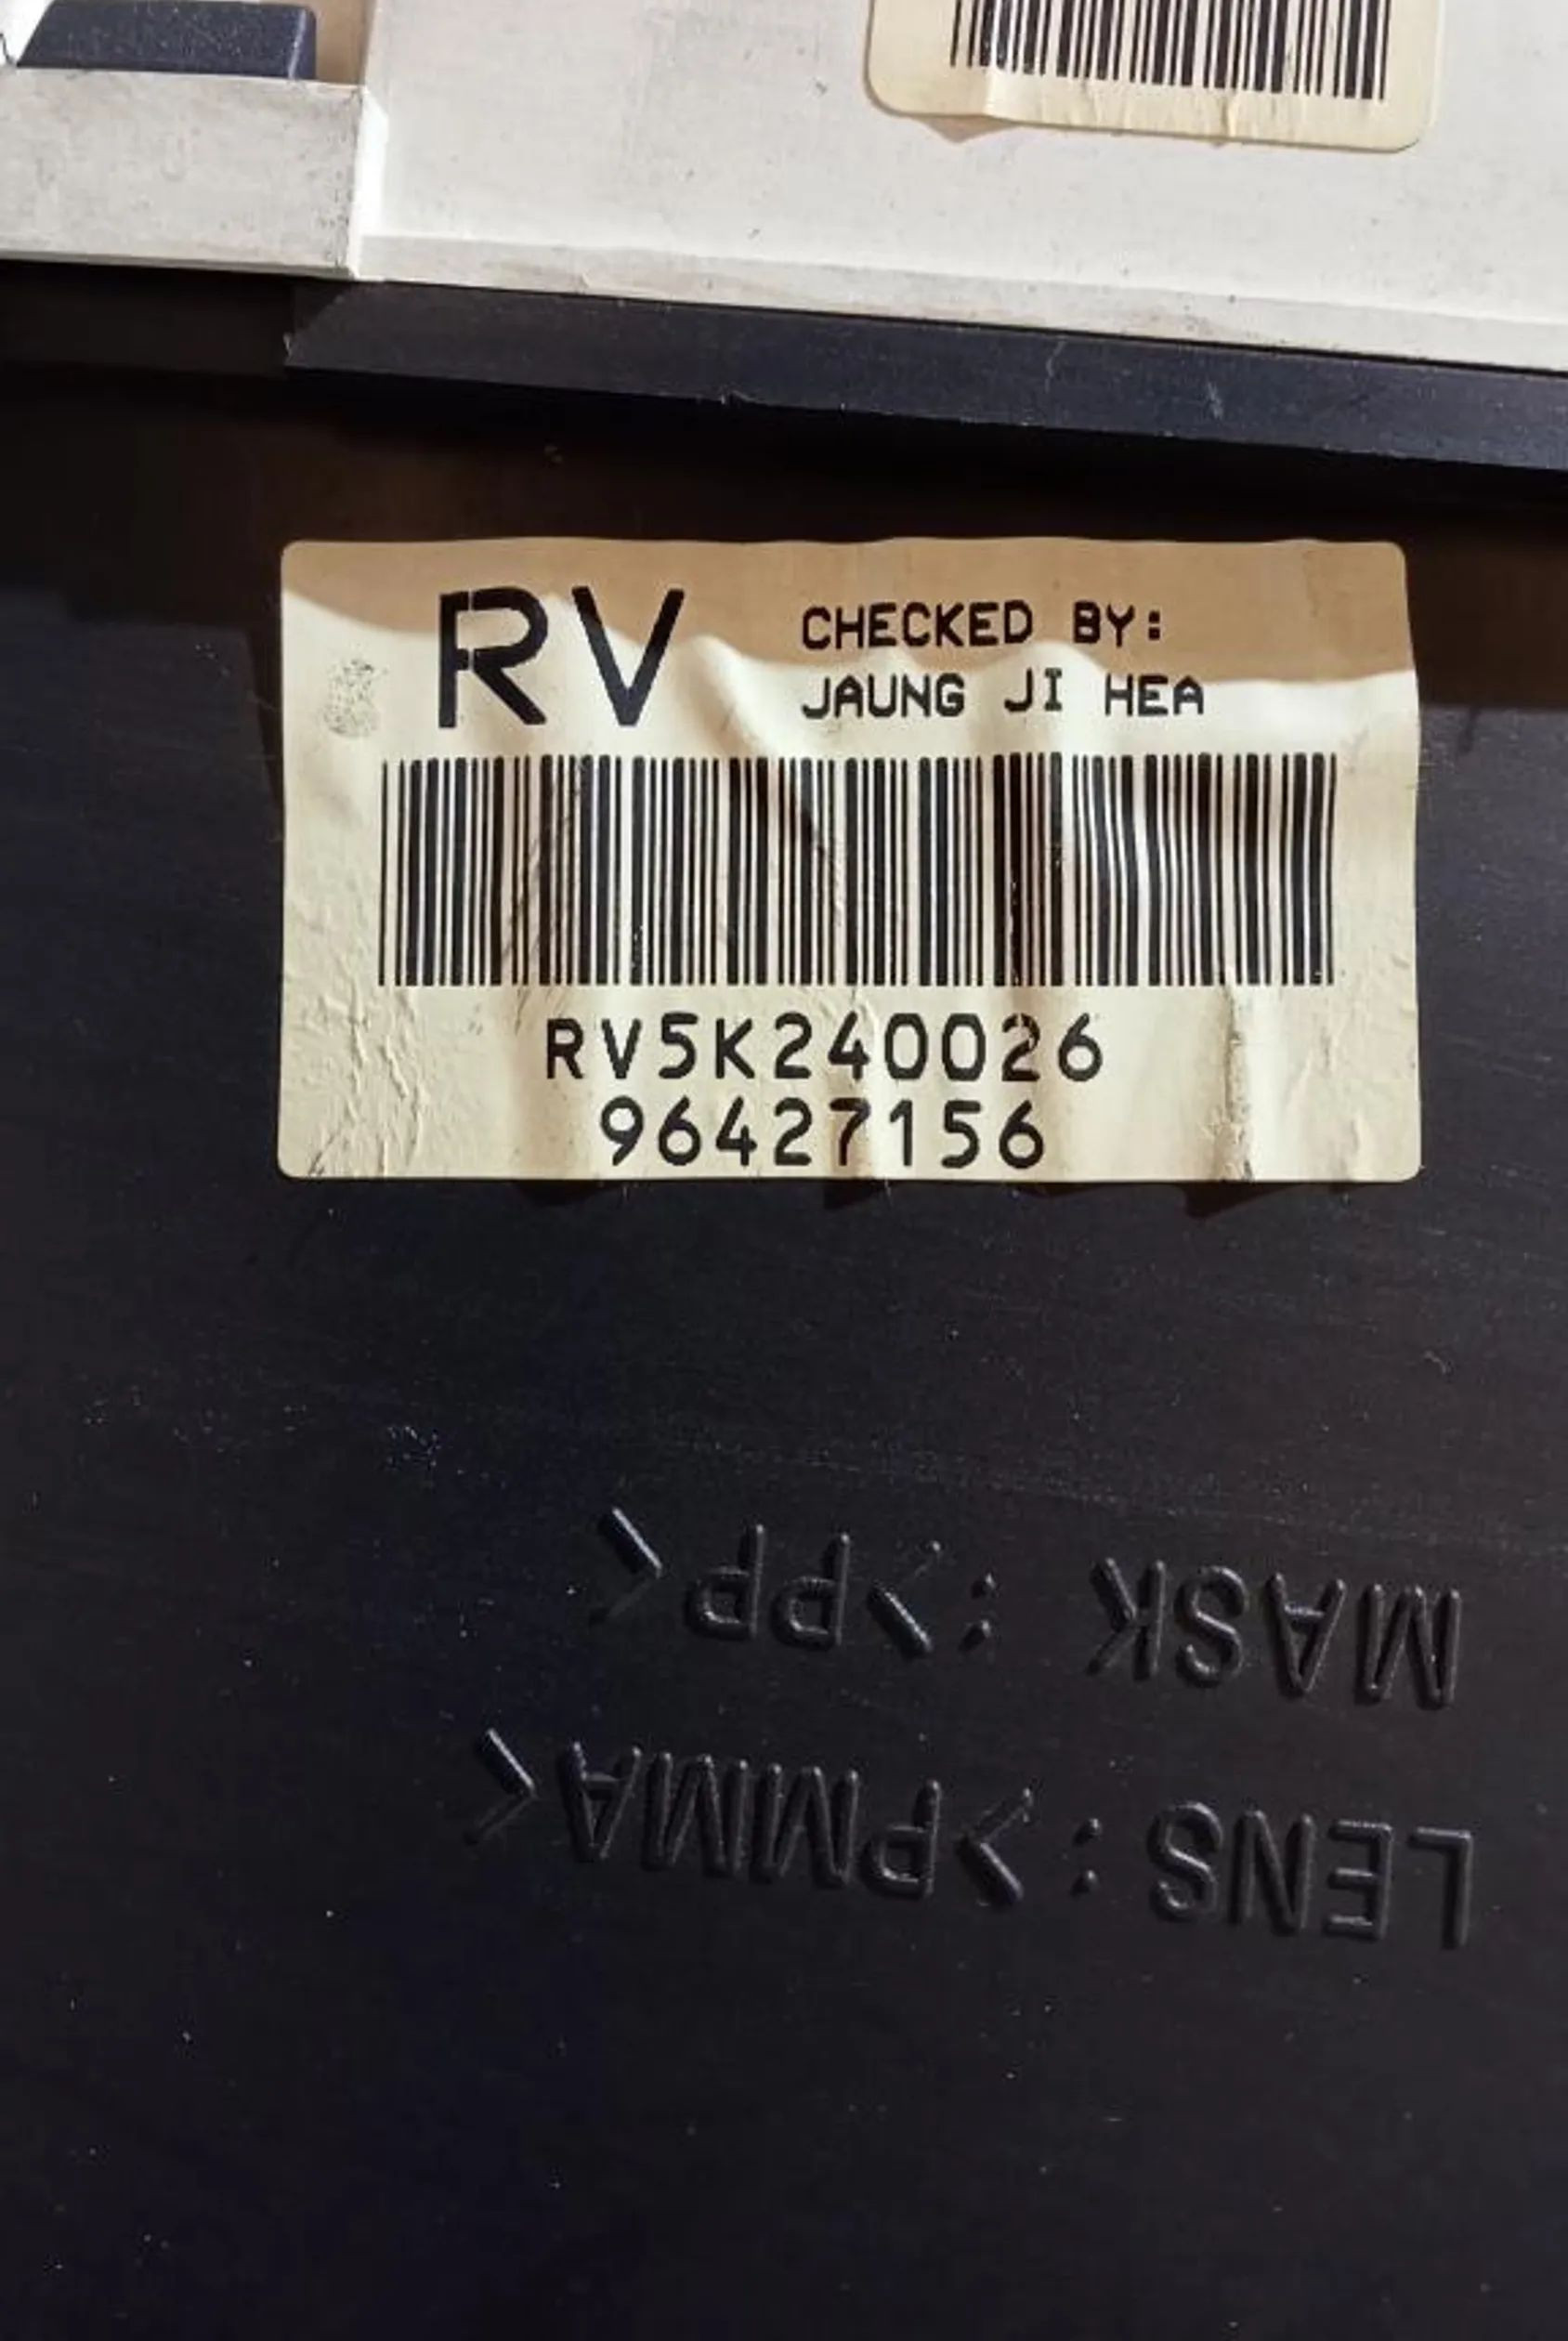 RV
CHECKED BY:
JAUNG JI HEA
RV5K240026
96427156
LENS:>PMMA<
MASK :>PP<